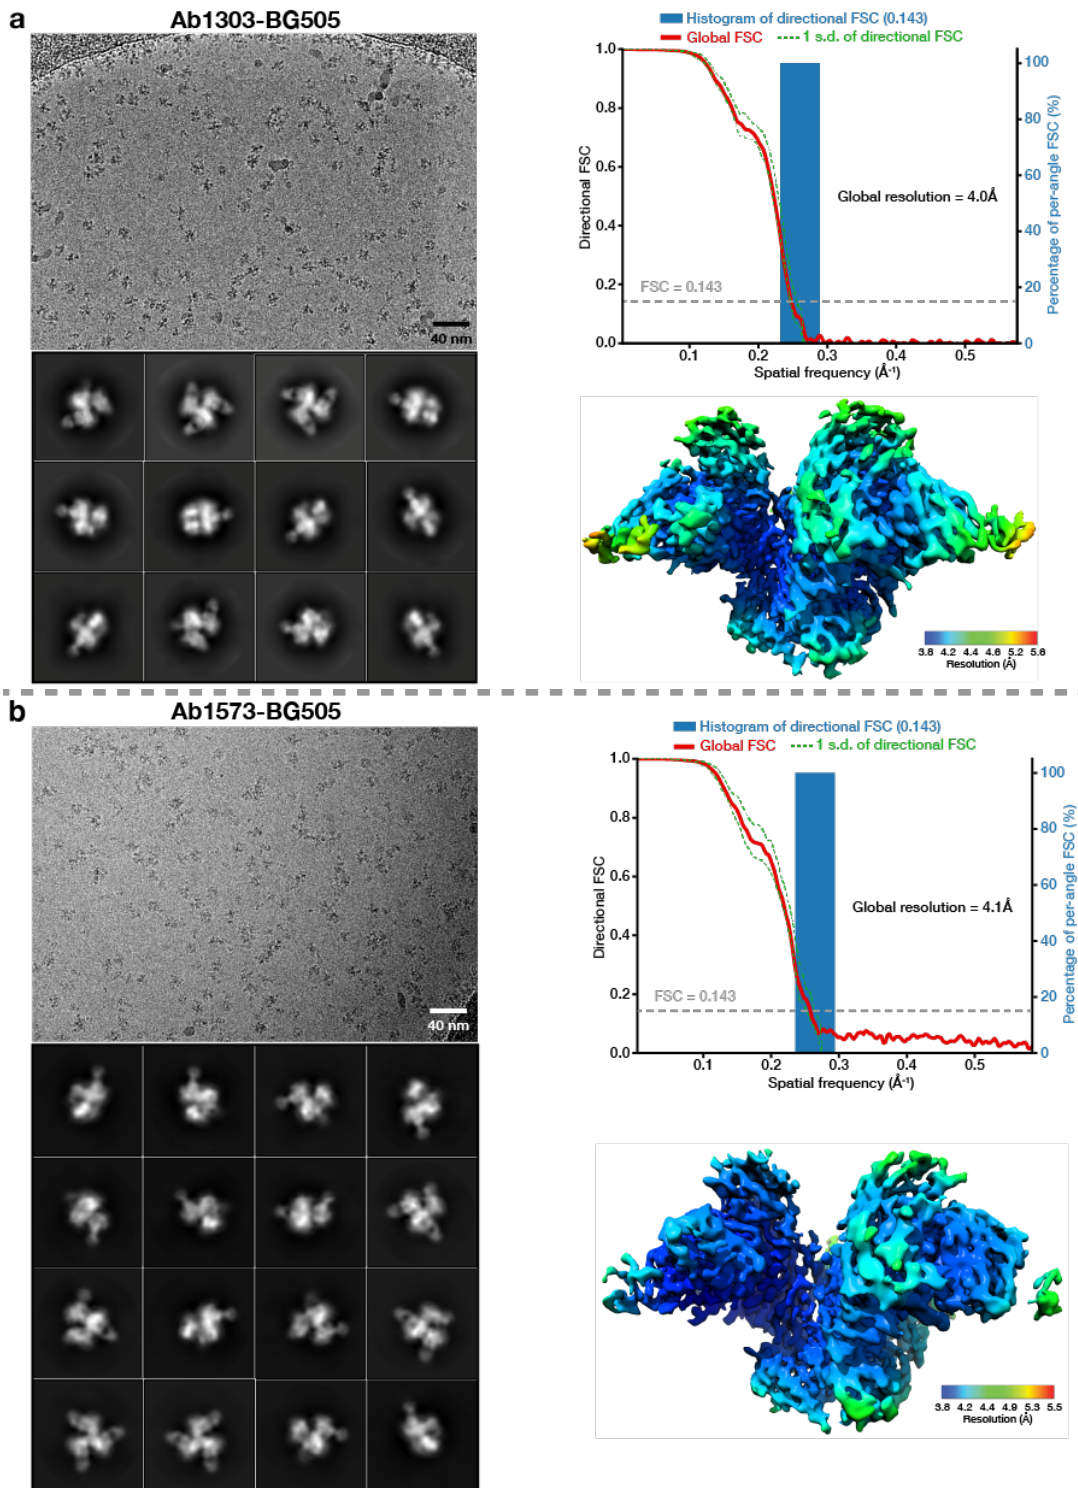 a
Ab1303-BG505
40 nm
Histogram of directional FSC (0.143)
Global FSC
1 s.d. of directional FSC
Directional FSC
1.0
0.8
0.6
0.4
0.2
0.0
0.1
0.2
0.3
0.4
0.5
Spatial frequency (Å⁻¹)
100
80
60
40
20
0
Percentage of per-angle FSC (%)
Global resolution = 4.0Å
FSC = 0.143
3.8 4.2 4.4 4.8 5.2 5.6
Resolution (Å)
b
Ab1573-BG505
40 nm
Histogram of directional FSC (0.143)
Global FSC
1 s.d. of directional FSC
Directional FSC
1.0
0.8
0.6
0.4
0.2
0.0
0.1
0.2
0.3
0.4
0.5
Spatial frequency (Å⁻¹)
100
80
60
40
20
0
Percentage of per-angle FSC (%)
Global resolution = 4.1Å
FSC = 0.143
3.8 4.2 4.4 4.9 5.3 5.5
Resolution (Å)